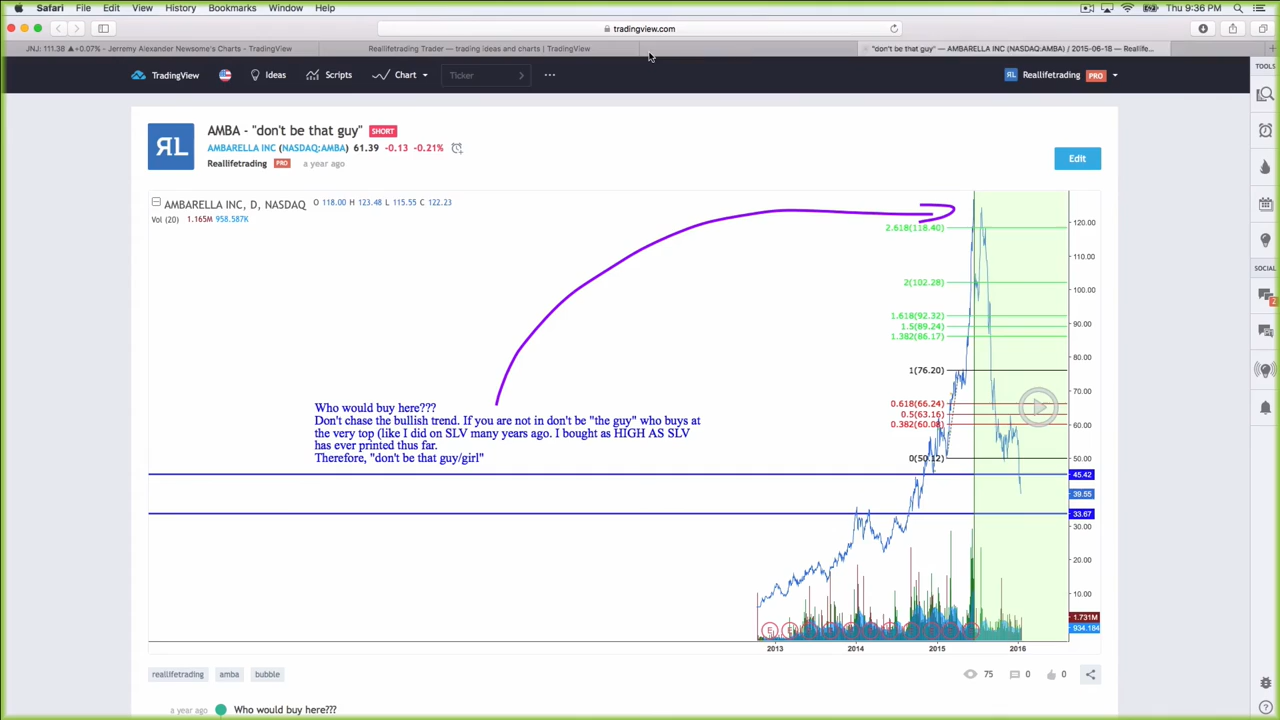 Safari File Edit View History Bookmarks Window Help
Thu 9:36 PM
tradingview.com
JNJ: 111.38 ▲+0.07% - Jerremy Alexander Newsome's Charts - TradingView
Reallifetrading Trader — trading ideas and charts | TradingView
"don't be that guy" — AMBARELLA INC (NASDAQ:AMBA) / 2015-06-18 — Reallife...
TradingView Ideas Scripts Chart Ticker
ЯL Reallifetrading PRO
TOOLS
ЯL
AMBA - "don't be that guy" SHORT
AMBARELLA INC (NASDAQ:AMBA) 61.39 -0.13 -0.21%
Reallifetrading PRO a year ago
Edit
AMBARELLA INC, D, NASDAQ O 118.00 H 123.48 L 115.55 C 122.23
Vol (20) 1.165M 958.587K
120.00
2.618(118.40)
2(102.28)
100.00
1.618(92.32)
1.5(89.24)
90.00
1.382(86.17)
80.00
1(76.20)
70.00
0.618(66.24)
0.5(63.16)
0.382(60.08)
60.00
0(50.12)
50.00
45.42
39.55
33.67
30.00
20.00
10.00
1.731M
934.184
SOCIAL
2
Who would buy here???
Don't chase the bullish trend. If you are not in don't be "the guy" who buys at
the very top (like I did on SLV many years ago. I bought as HIGH AS SLV
has ever printed thus far.
Therefore, "don't be that guy/girl"
E E
2013 2014 2015 2016
reallifetrading amba bubble
75 0 0
a year ago Who would buy here???